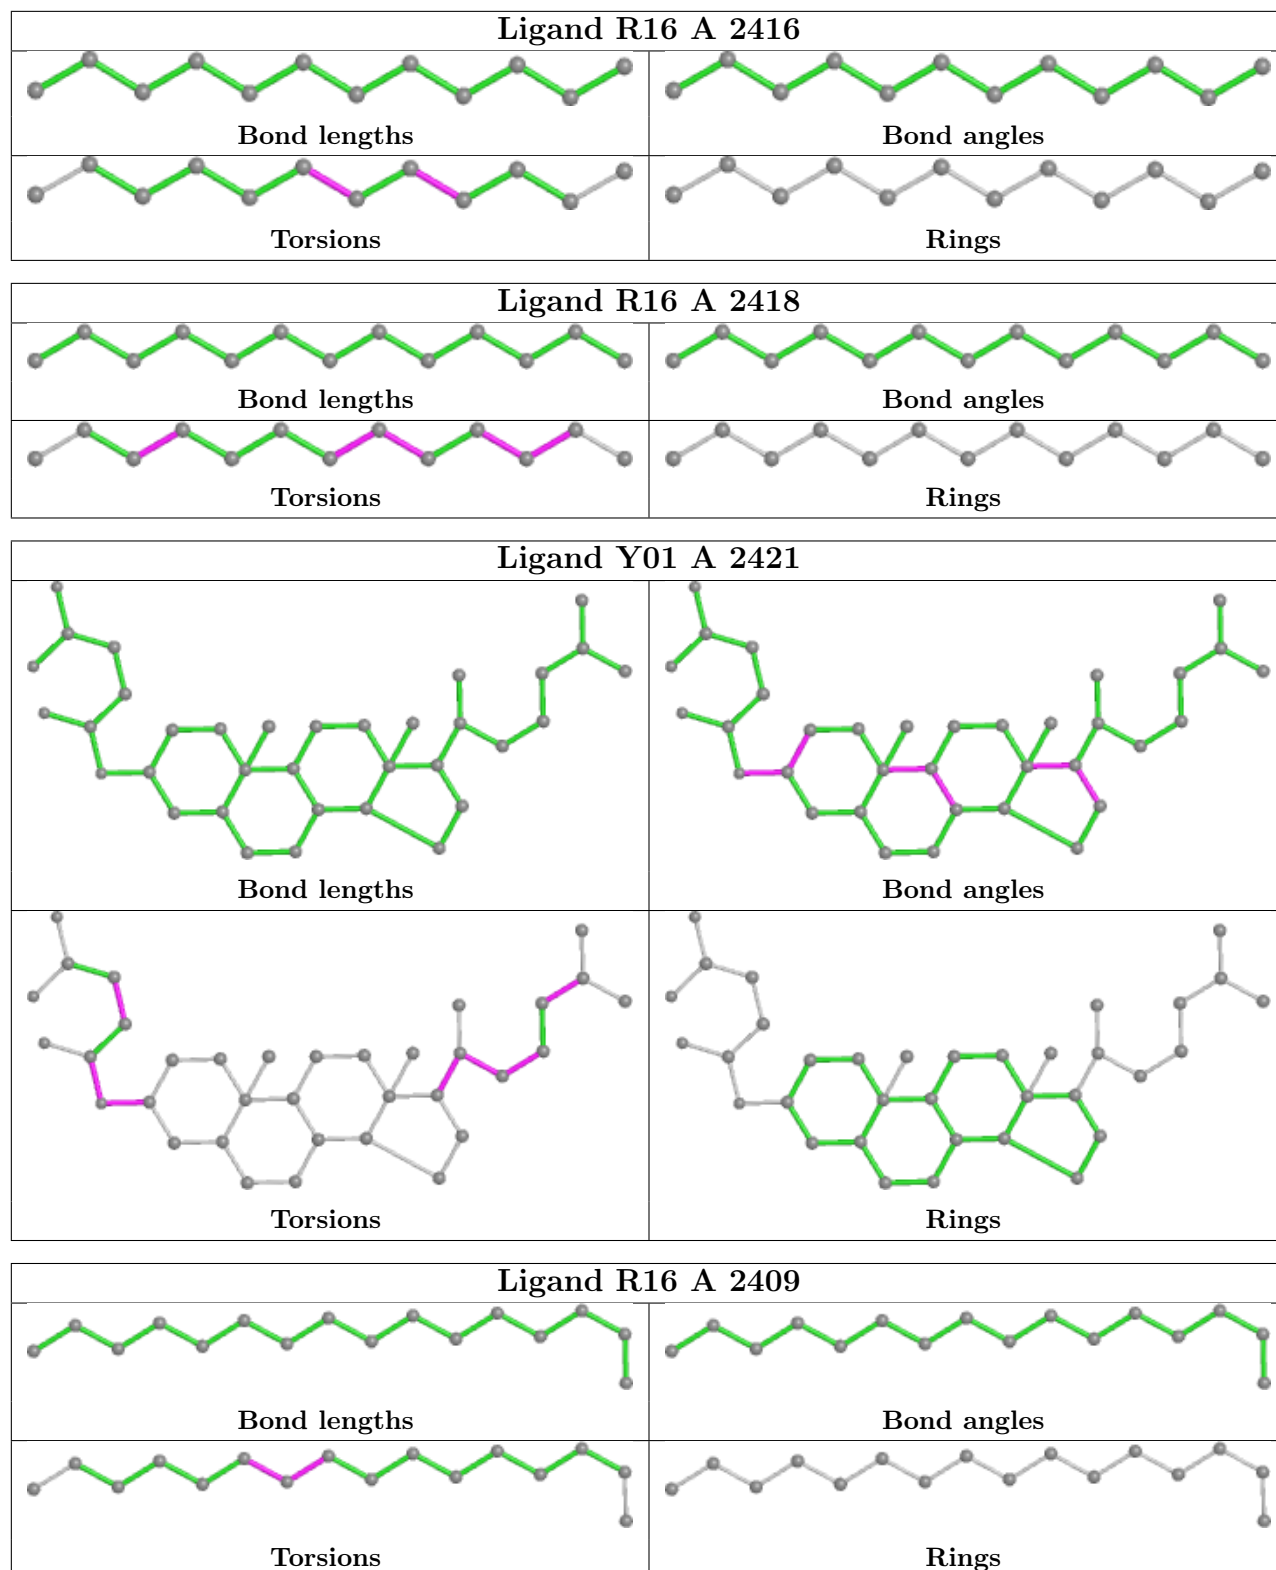 Ligand R16 A 2416
Bond lengths
Bond angles
Torsions
Rings
Ligand R16 A 2418
Bond lengths
Bond angles
Torsions
Rings
Ligand Y01 A 2421
Bond lengths
Bond angles
Torsions
Rings
Ligand R16 A 2409
Bond lengths
Bond angles
Torsions
Rings